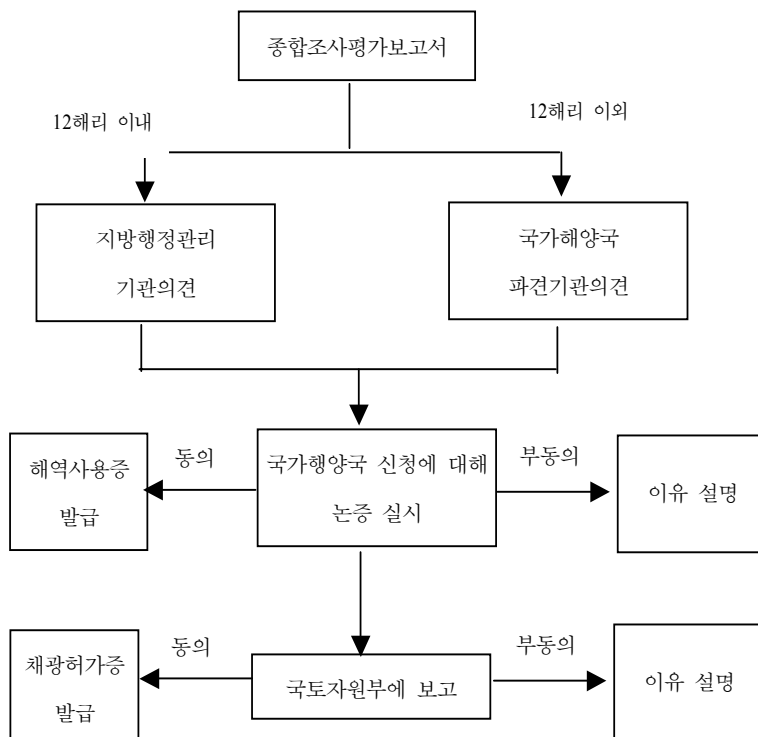 종합조사평가보고서
12해리 이내
12해리 이외
지방행정관리
기관의견
국가해양국
파견기관의견
해역사용증
발급
동의
국가행양국 신청에 대해
논증 실시
부동의
이유 설명
채광허가증
발급
동의
국토자원부에 보고
부동의
이유 설명